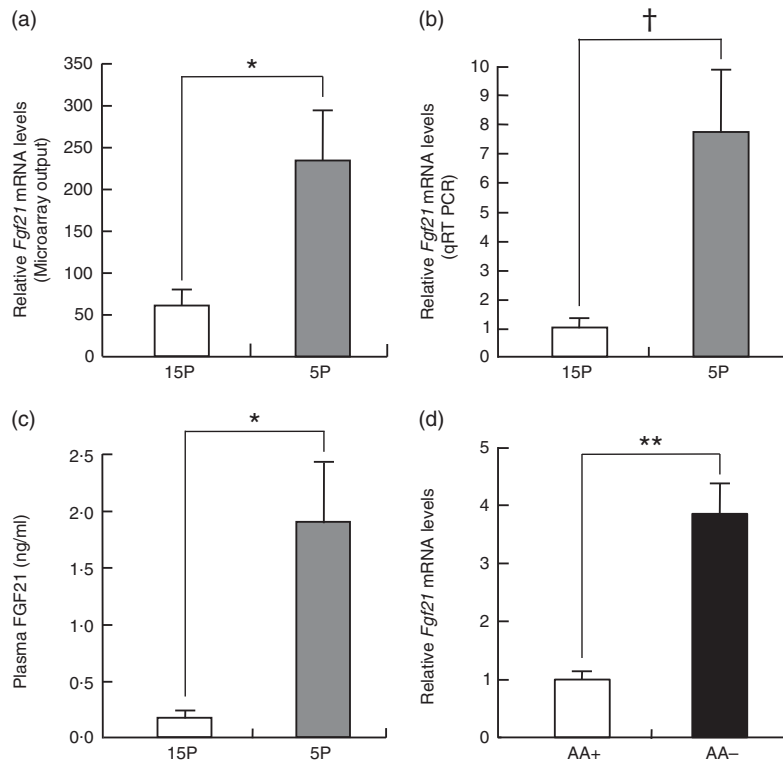 (a)
*
350
300
250
200
150
100
50
0
Relative Fgf21 mRNA levels
(Microarray output)
15P
5P
(b)
†
10
9
8
7
6
5
4
3
2
1
0
Relative Fgf21 mRNA levels
(qRT PCR)
15P
5P
(c)
*
2·5
2·0
1·5
1·0
0·5
0·0
Plasma FGF21 (ng/ml)
15P
5P
(d)
**
5
4
3
2
1
0
Relative Fgf21 mRNA levels
AA+
AA−